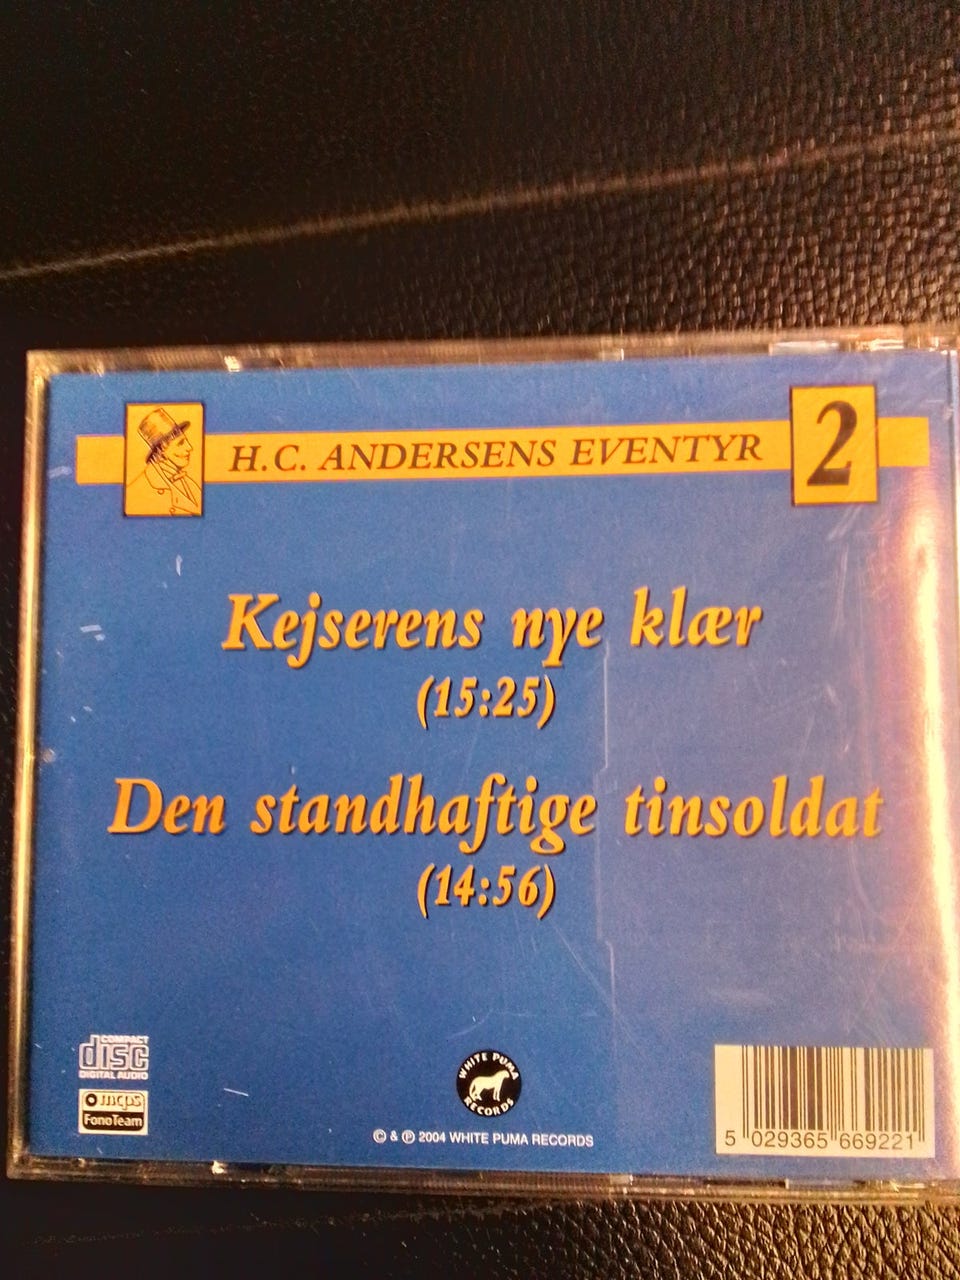 H.C. ANDERSENS EVENTYR
2
Kejserens nye klær
(15:25)
Den standhaftige tinsoldat
(14:56)
COMPACT
disc
DIGITAL AUDIO
mcps
FonoTeam
WHITE PUMA
RECORDS
© & ℗ 2004 WHITE PUMA RECORDS
5 029365 669221